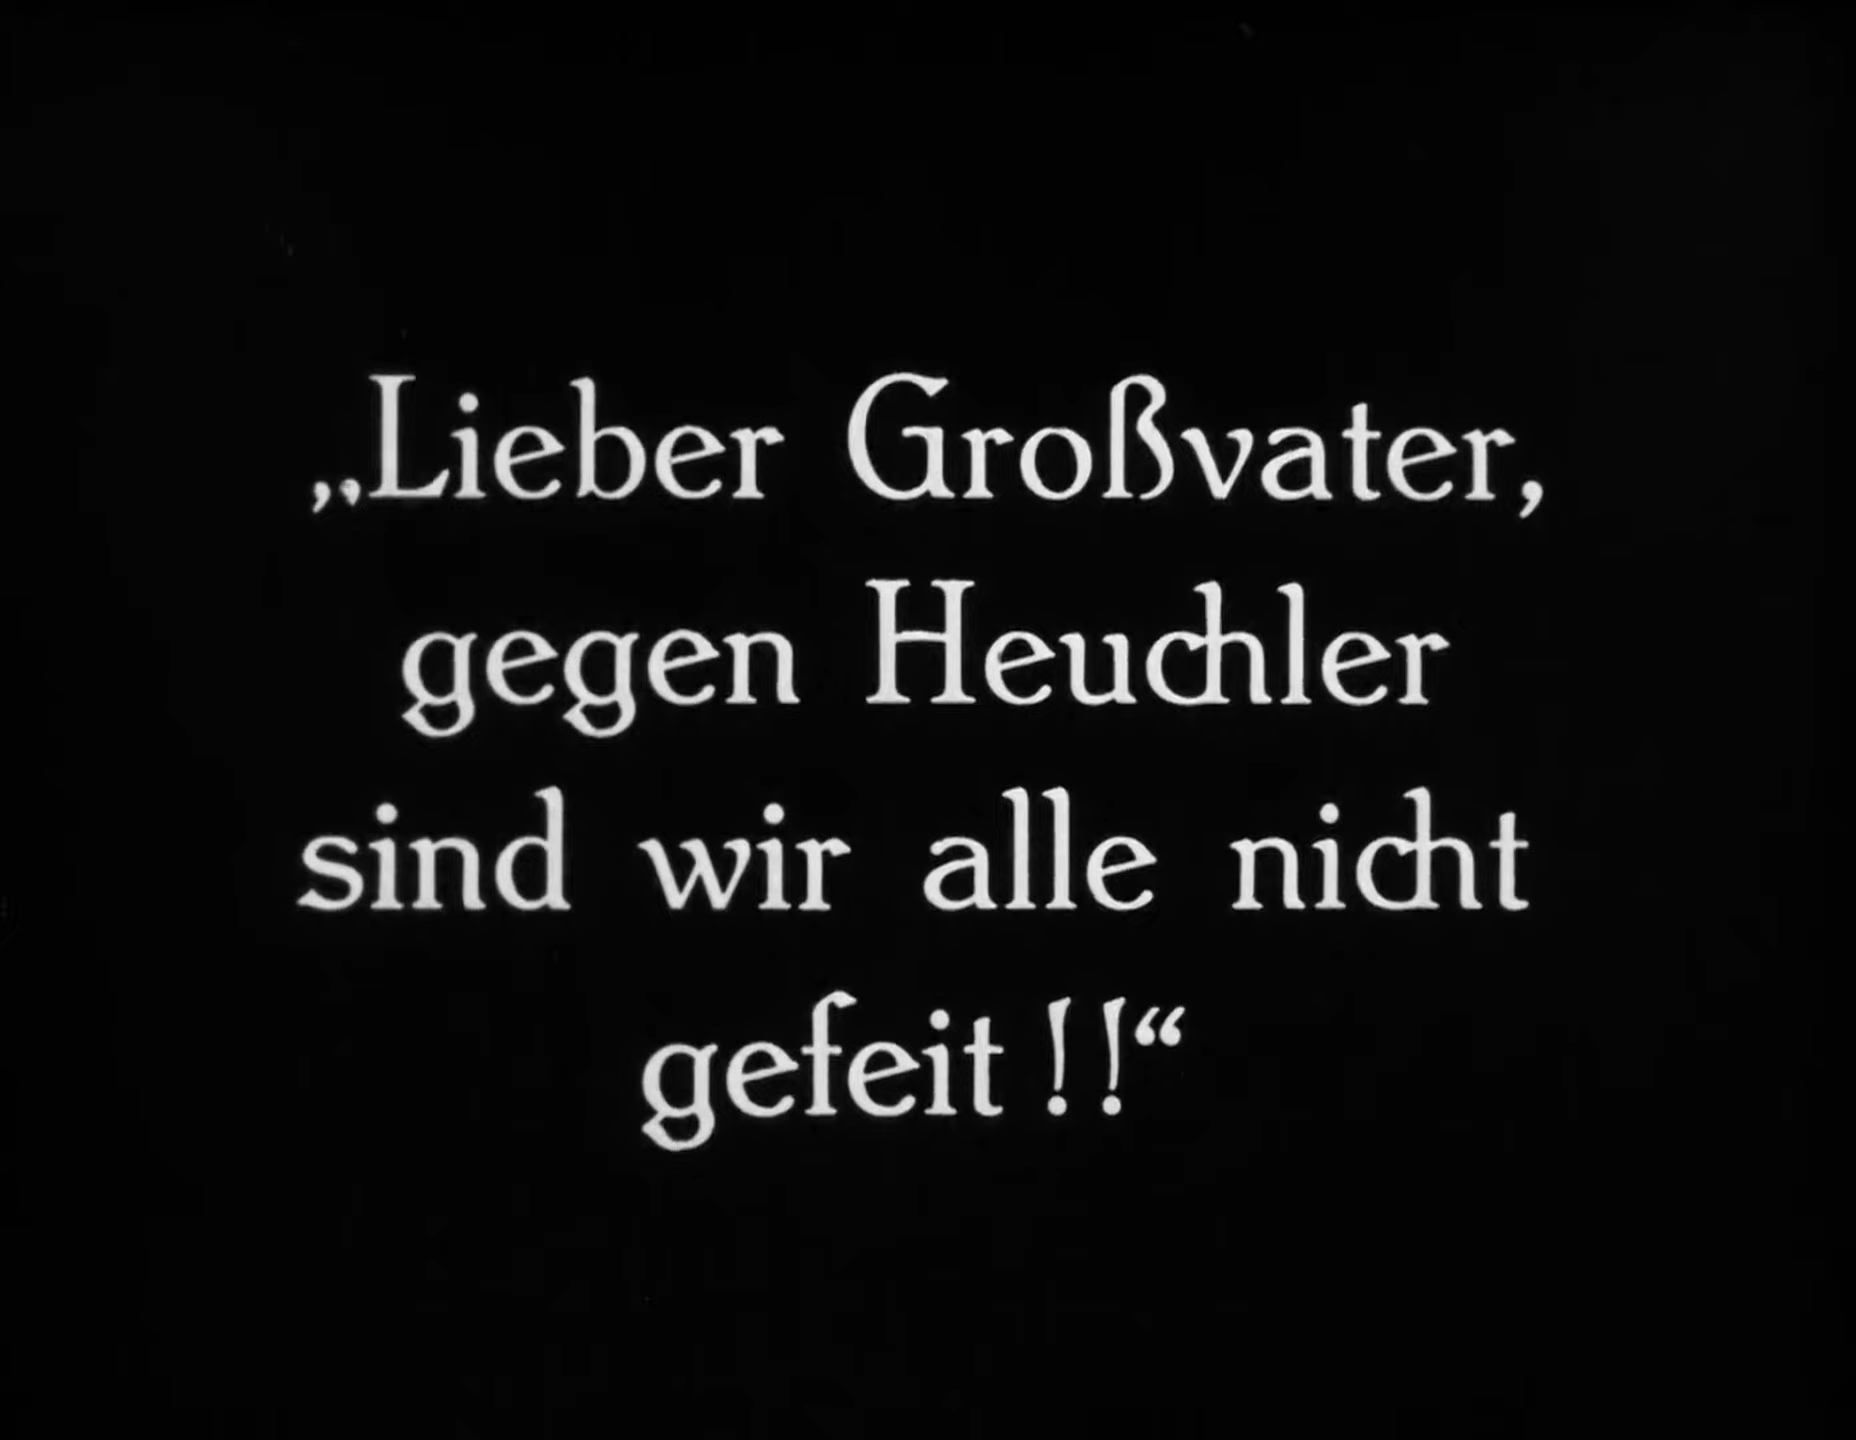 „Lieber Großvater,
gegen Heuchler
sind wir alle nicht
gefeit !!“